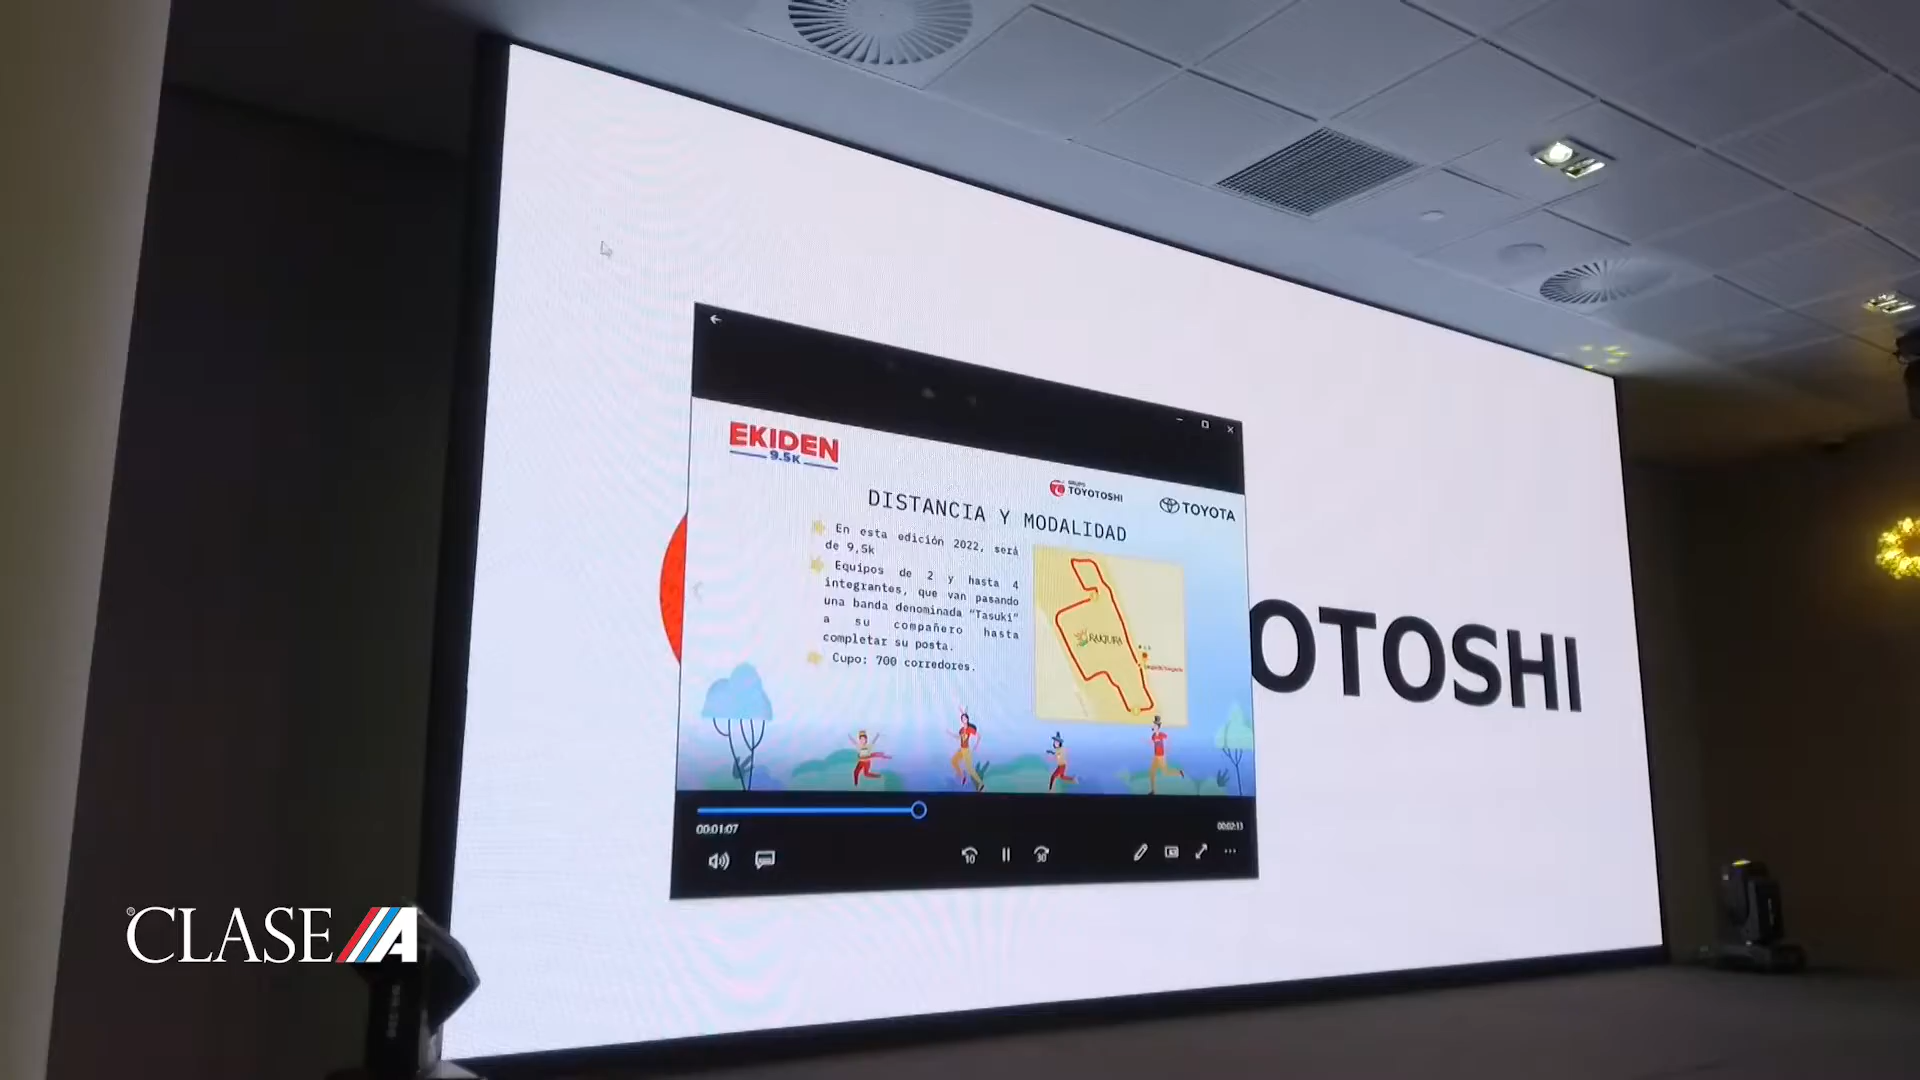 EKIDEN
9.5K
GRUPO
TOYOTOSHI
TOYOTA
DISTANCIA Y MODALIDAD
En esta edición 2022, será
de 9,5k
Equipos de 2 y hasta 4
integrantes, que van pasando
una banda denominada "Tasuki"
a su compañero hasta
completar su posta.
Cupo: 700 corredores.
OTOSHI
00:01:07
00:02:13
10
30
®CLASE A